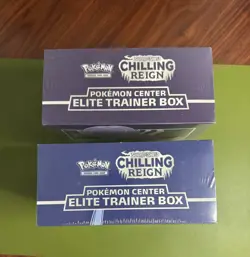 Pokémon
CHILLING
REIGN
POKÉMON CENTER
ELITE TRAINER BOX
Pokémon
CHILLING
REIGN
POKÉMON CENTER
ELITE TRAINER BOX